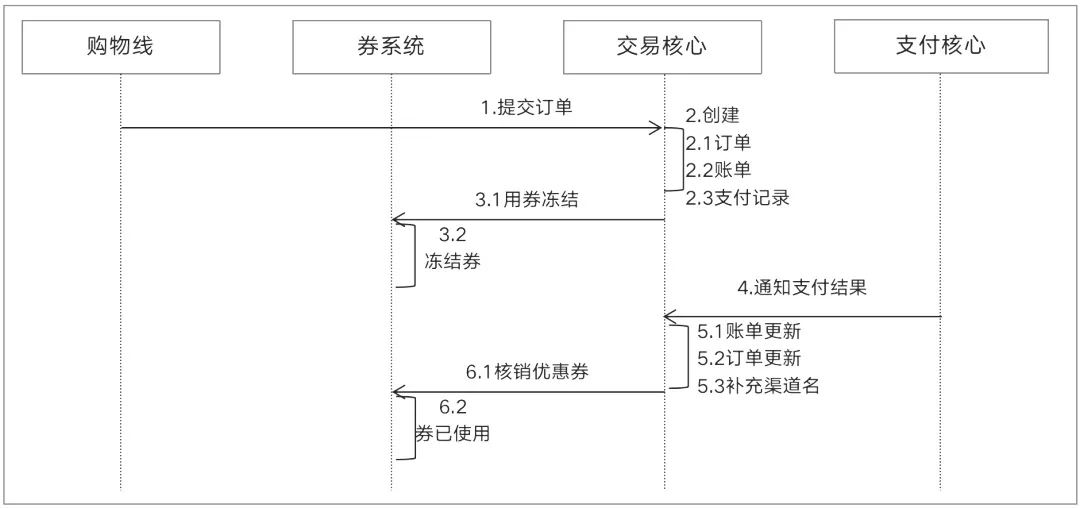 购物线
券系统
交易核心
支付核心
1.提交订单
2.创建
2.1订单
2.2账单
2.3支付记录
3.1用券冻结
3.2
冻结券
4.通知支付结果
5.1账单更新
5.2订单更新
5.3补充渠道名
6.1核销优惠券
6.2
券已使用